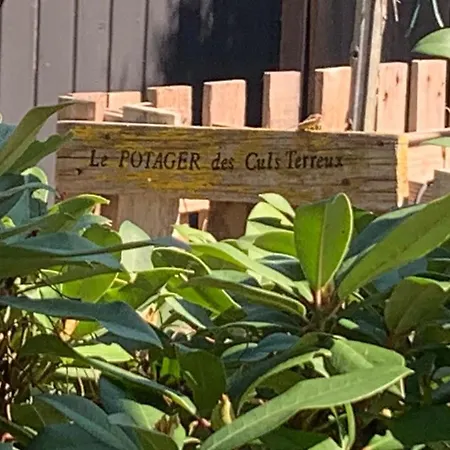 Le POTAGER des CuLs Terreux